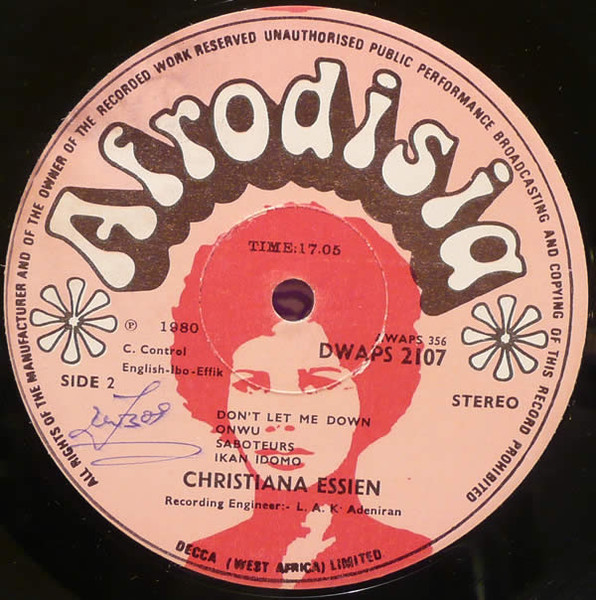 ALL RIGHTS OF THE MANUFACTURER AND OF THE OWNER OF THE RECORDED WORK RESERVED UNAUTHORISED PUBLIC PERFORMANCE BROADCASTING AND COPYING OF THIS RECORD PROHIBITED
Afrodisia
TIME:17.05
℗ 1980
C. Control
English-Ibo-Effik
SIDE 2
WAPS 356
DWAPS 2107
STEREO
DON'T LET ME DOWN
ONWU
SABOTEURS
IKAN IDOMO
CHRISTIANA ESSIEN
Recording Engineer:- L. A. K. Adeniran
DECCA (WEST AFRICA) LIMITED